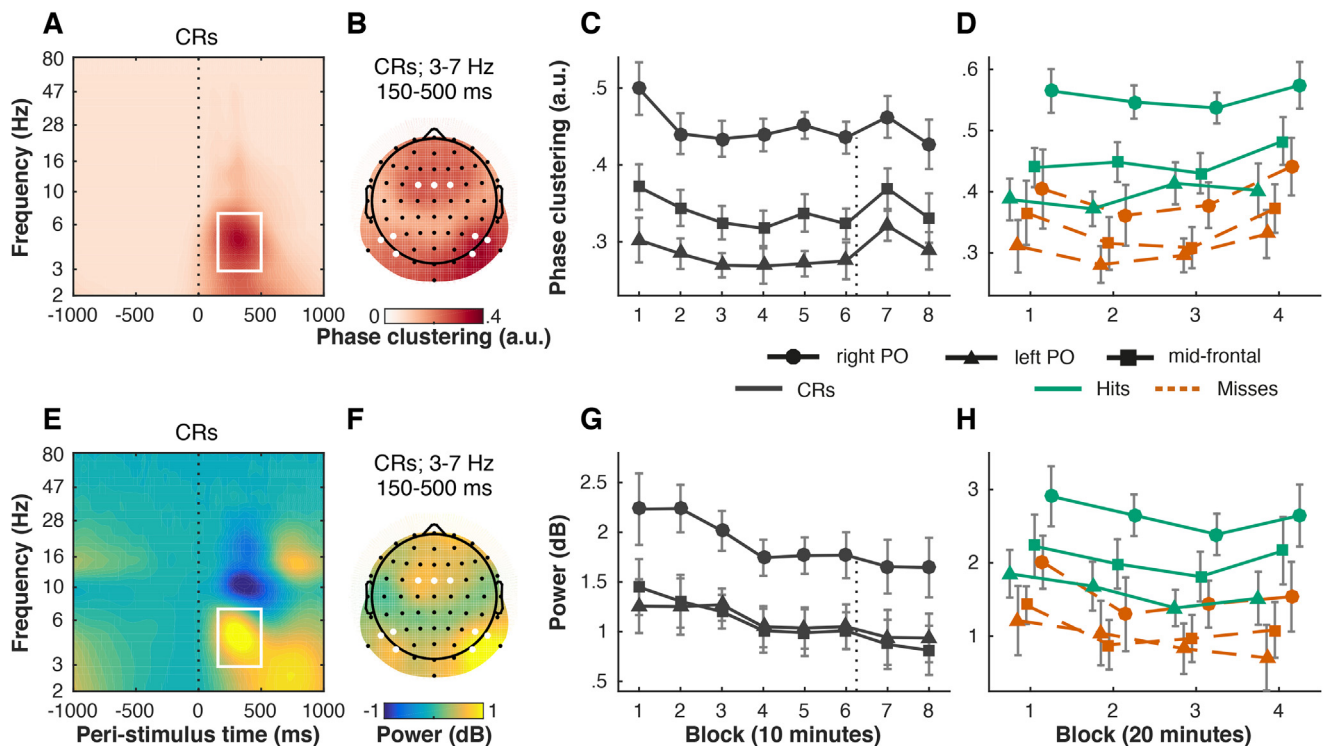 A
CRs
Frequency (Hz)
80
47
28
16
10
6
3
2
-1000
-500
0
500
1000
B
CRs; 3-7 Hz
150-500 ms
0
.4
Phase clustering (a.u.)
C
Phase clustering (a.u.)
.5
.4
.3
1
2
3
4
5
6
7
8
D
.6
.5
.4
.3
1
2
3
4
right PO
left PO
mid-frontal
CRs
Hits
Misses
E
CRs
Frequency (Hz)
80
47
28
16
10
6
3
2
-1000
-500
0
500
1000
Peri-stimulus time (ms)
F
CRs; 3-7 Hz
150-500 ms
-1
1
Power (dB)
G
Power (dB)
2.5
2
1.5
1
.5
1
2
3
4
5
6
7
8
Block (10 minutes)
H
3
2
1
1
2
3
4
Block (20 minutes)